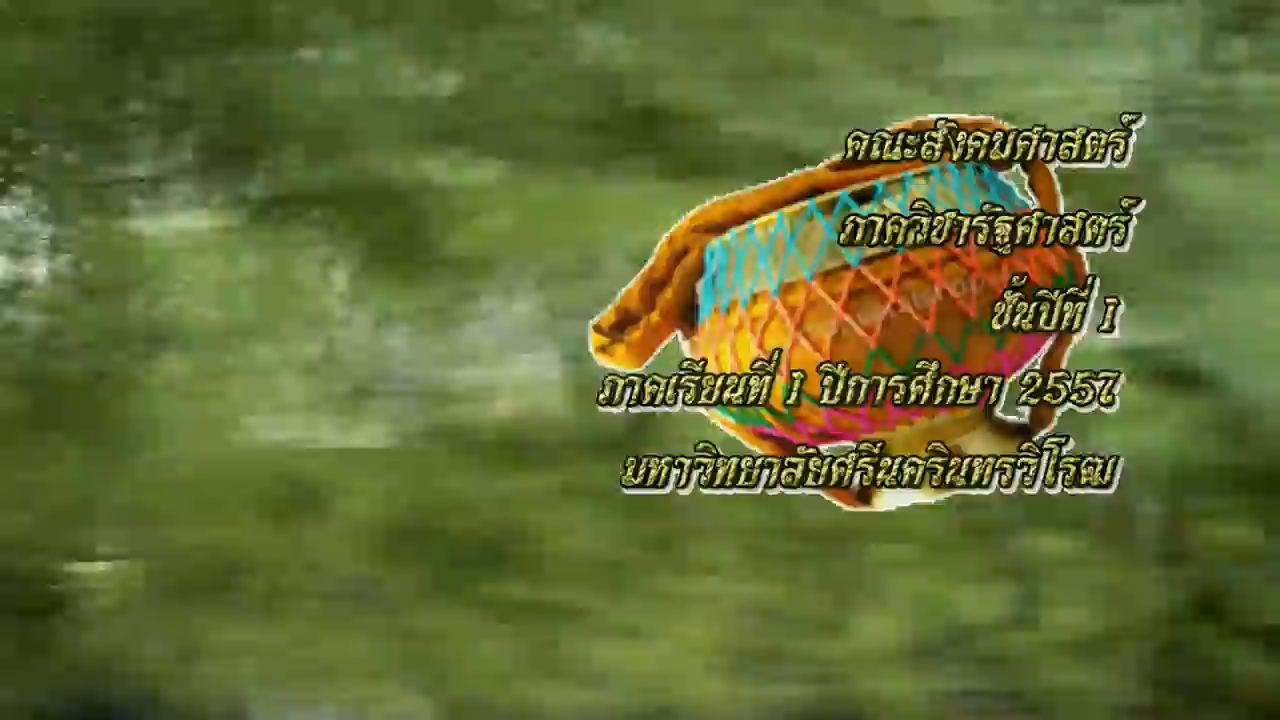 คณะสังคมศาสตร์
ภาควิชารัฐศาสตร์
ชั้นปีที่ 1
ภาคเรียนที่ 1 ปีการศึกษา 2557
มหาวิทยาลัยศรีนครินทรวิโรฒ